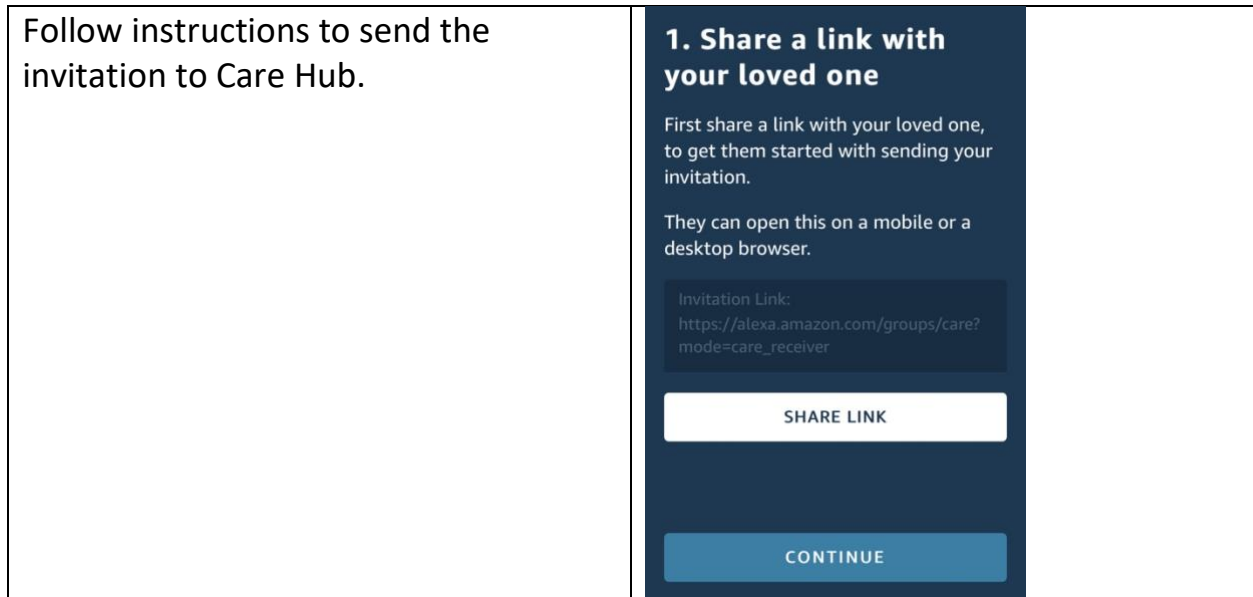 Follow instructions to send the
invitation to Care Hub.
1. Share a link with
your loved one
First share a link with your loved one,
to get them started with sending your
invitation.
They can open this on a mobile or a
desktop browser.
Invitation Link:
https://alexa.amazon.com/groups/care?
mode=care_receiver
SHARE LINK
CONTINUE